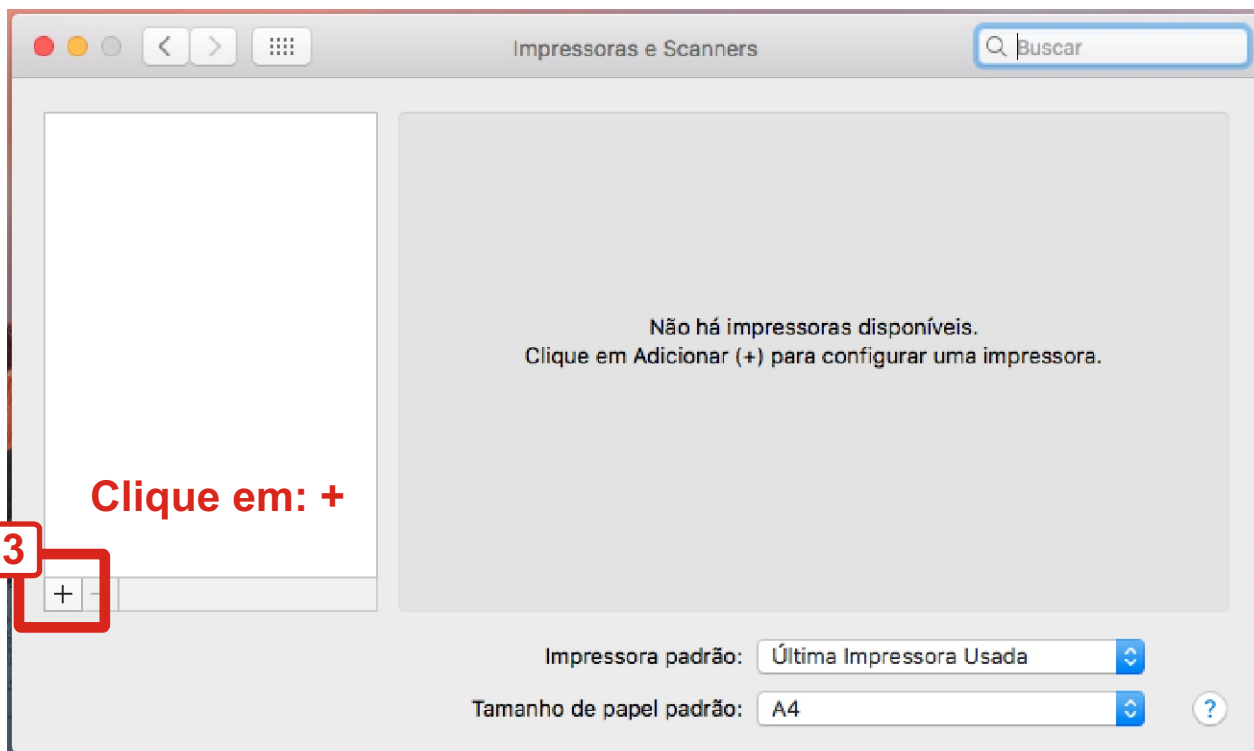 Impressoras e Scanners
Buscar
Não há impressoras disponíveis.
Clique em Adicionar (+) para configurar uma impressora.
Clique em: +
3
+ −
Impressora padrão: Última Impressora Usada
Tamanho de papel padrão: A4 ?